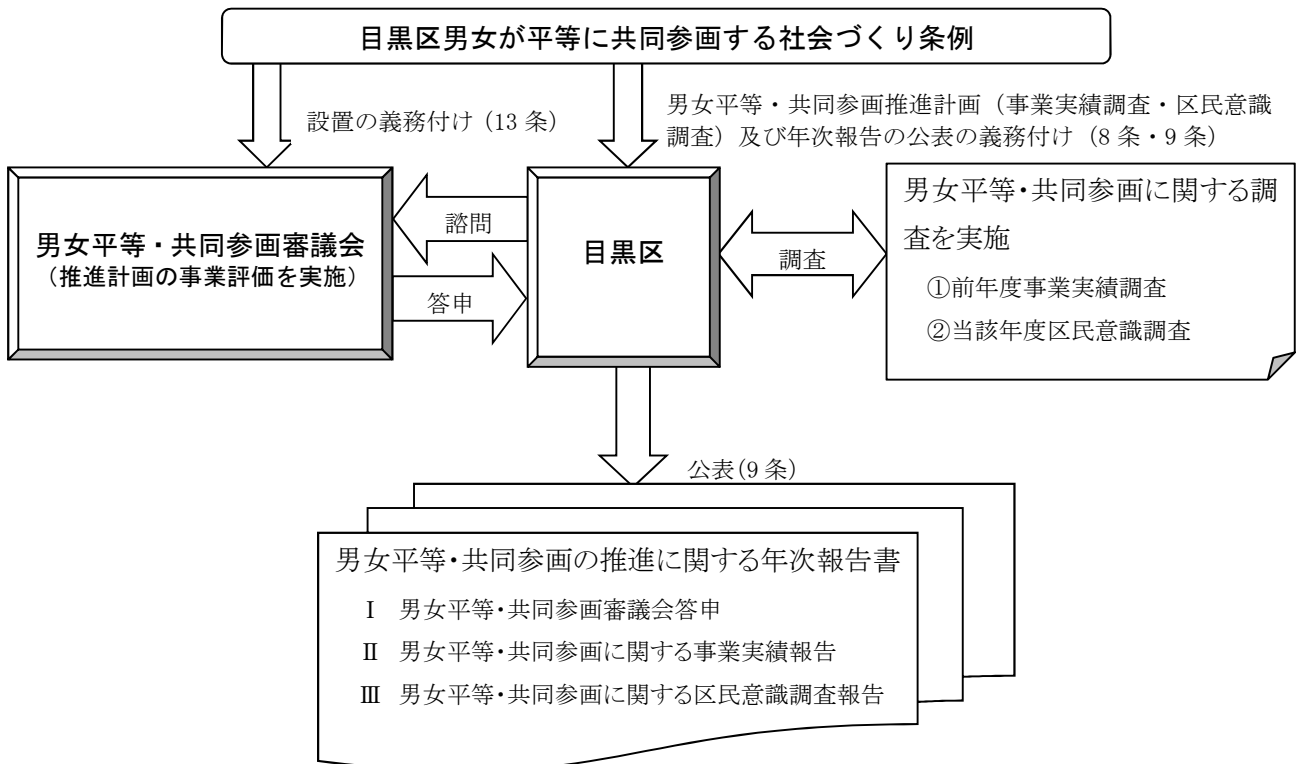 目黒区男女が平等に共同参画する社会づくり条例
設置の義務付け（13 条）
男女平等・共同参画推進計画（事業実績調査・区民意識
調査）及び年次報告の公表の義務付け（8 条・9 条）
男女平等・共同参画審議会
（推進計画の事業評価を実施）
諮問
答申
目黒区
調査
男女平等・共同参画に関する調
査を実施
①前年度事業実績調査
②当該年度区民意識調査
公表(9 条)
男女平等・共同参画の推進に関する年次報告書
Ⅰ 男女平等・共同参画審議会答申
Ⅱ 男女平等・共同参画に関する事業実績報告
Ⅲ 男女平等・共同参画に関する区民意識調査報告